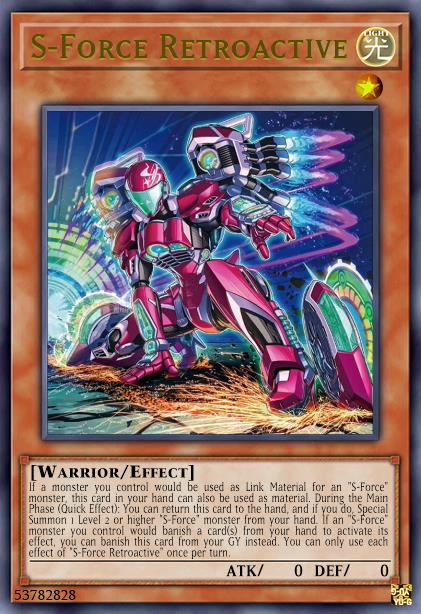 S-Force Retroactive
LIGHT
光
[Warrior/Effect]
If a monster you control would be used as Link Material for an "S-Force"
monster, this card in your hand can also be used as material. During the Main
Phase (Quick Effect): You can return this card to the hand, and if you do, Special
Summon 1 Level 2 or higher "S-Force" monster from your hand. If an "S-Force"
monster you control would banish a card(s) from your hand to activate its
effect, you can banish this card from your GY instead. You can only use each
effect of "S-Force Retroactive" once per turn.
ATK/ 0 DEF/ 0
53782828